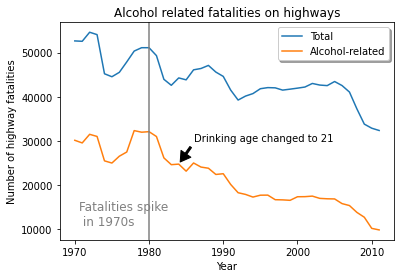 Alcohol related fatalities on highways
Total
Alcohol-related
50000
40000
30000
20000
10000
Number of highway fatalities
Drinking age changed to 21
Fatalities spike
in 1970s
1970
1980
1990
2000
2010
Year